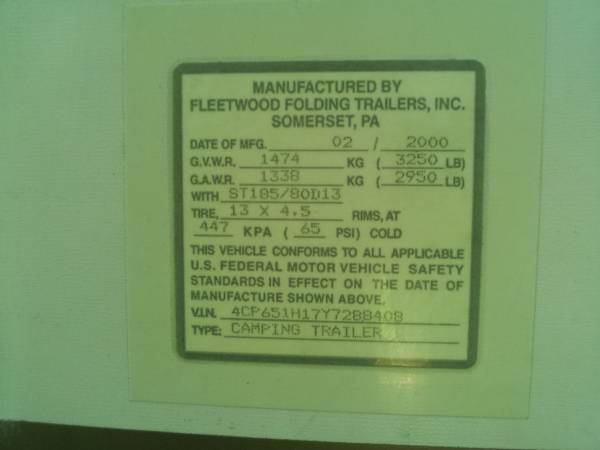 MANUFACTURED BY
FLEETWOOD FOLDING TRAILERS, INC.
SOMERSET, PA
DATE OF MFG. 02 / 2000
G.V.W.R. 1474 KG ( 3250 LB)
G.A.W.R. 1338 KG ( 2950 LB)
WITH ST185/80D13
TIRE, 13 X 4.5 RIMS, AT
447 KPA ( 65 PSI) COLD
THIS VEHICLE CONFORMS TO ALL APPLICABLE
U.S. FEDERAL MOTOR VEHICLE SAFETY
STANDARDS IN EFFECT ON THE DATE OF
MANUFACTURE SHOWN ABOVE.
V.I.N. 4CP651H17Y7288408
TYPE: CAMPING TRAILER